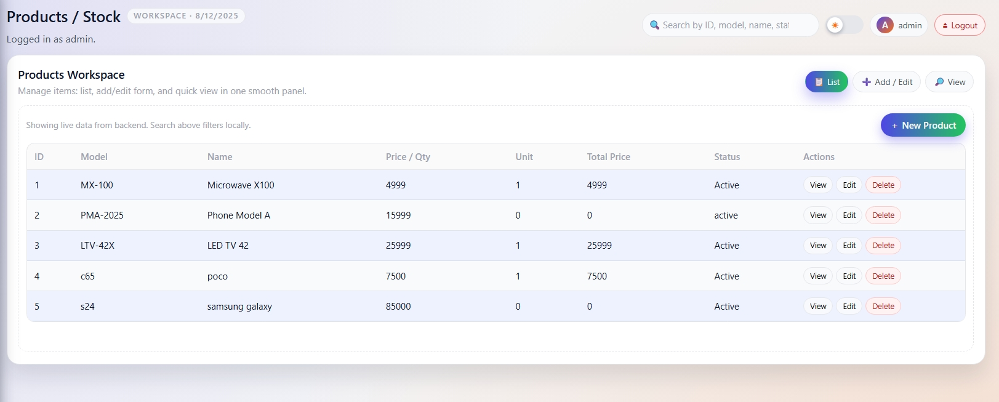 Products / Stock WORKSPACE · 8/12/2025
Logged in as admin.
Search by ID, model, name, stat
A admin
Logout
Products Workspace
Manage items: list, add/edit form, and quick view in one smooth panel.
List Add / Edit View
Showing live data from backend. Search above filters locally.
+ New Product
ID Model Name Price / Qty Unit Total Price Status Actions
1 MX-100 Microwave X100 4999 1 4999 Active View Edit Delete
2 PMA-2025 Phone Model A 15999 0 0 active View Edit Delete
3 LTV-42X LED TV 42 25999 1 25999 Active View Edit Delete
4 c65 poco 7500 1 7500 Active View Edit Delete
5 s24 samsung galaxy 85000 0 0 Active View Edit Delete